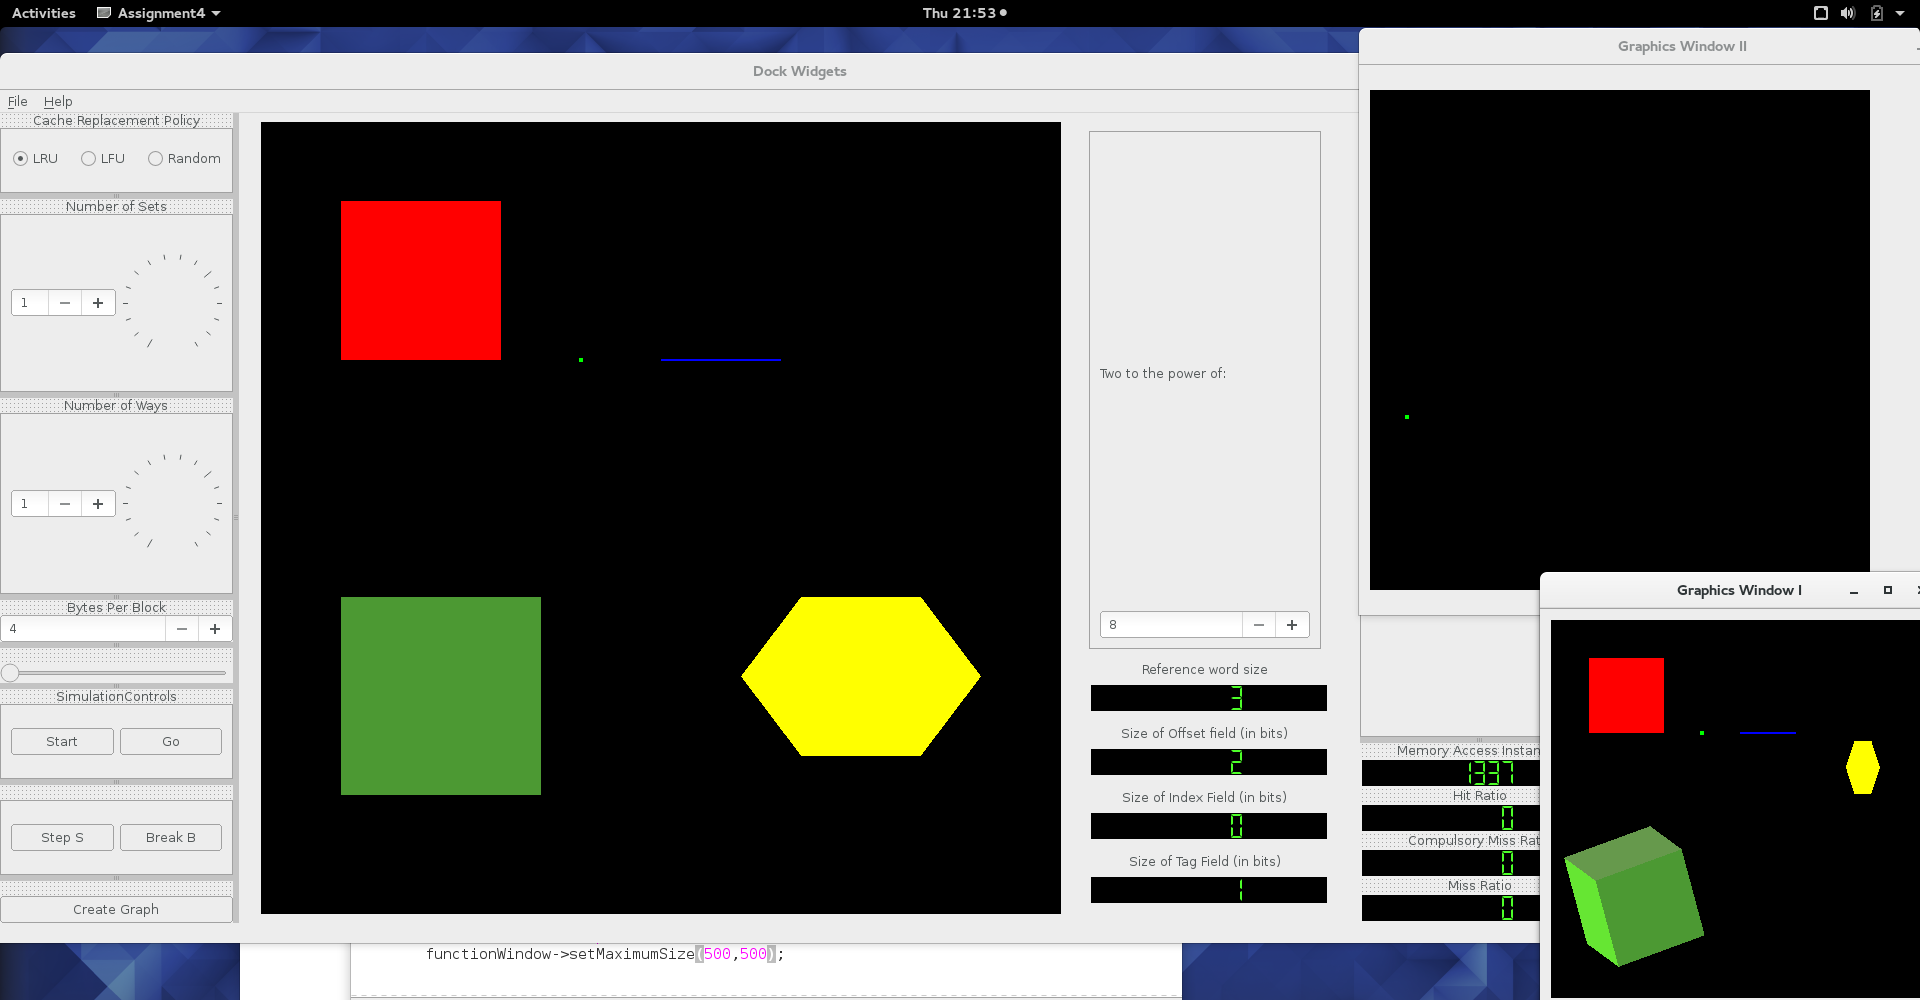 Activities Assignment4 Thu 21:53
Graphics Window II
Dock Widgets
File Help
Cache Replacement Policy
LRU LFU Random
Number of Sets
1
Number of Ways
1
Bytes Per Block
4
SimulationControls
Start Go
Step S Break B
Create Graph
Two to the power of:
8
Reference word size
3
Size of Offset field (in bits)
2
Size of Index Field (in bits)
0
Size of Tag Field (in bits)
1
Memory Access Instan
1337
Hit Ratio
0
Compulsory Miss Rat
0
Miss Ratio
0
Graphics Window I
functionWindow->setMaximumSize(500,500);